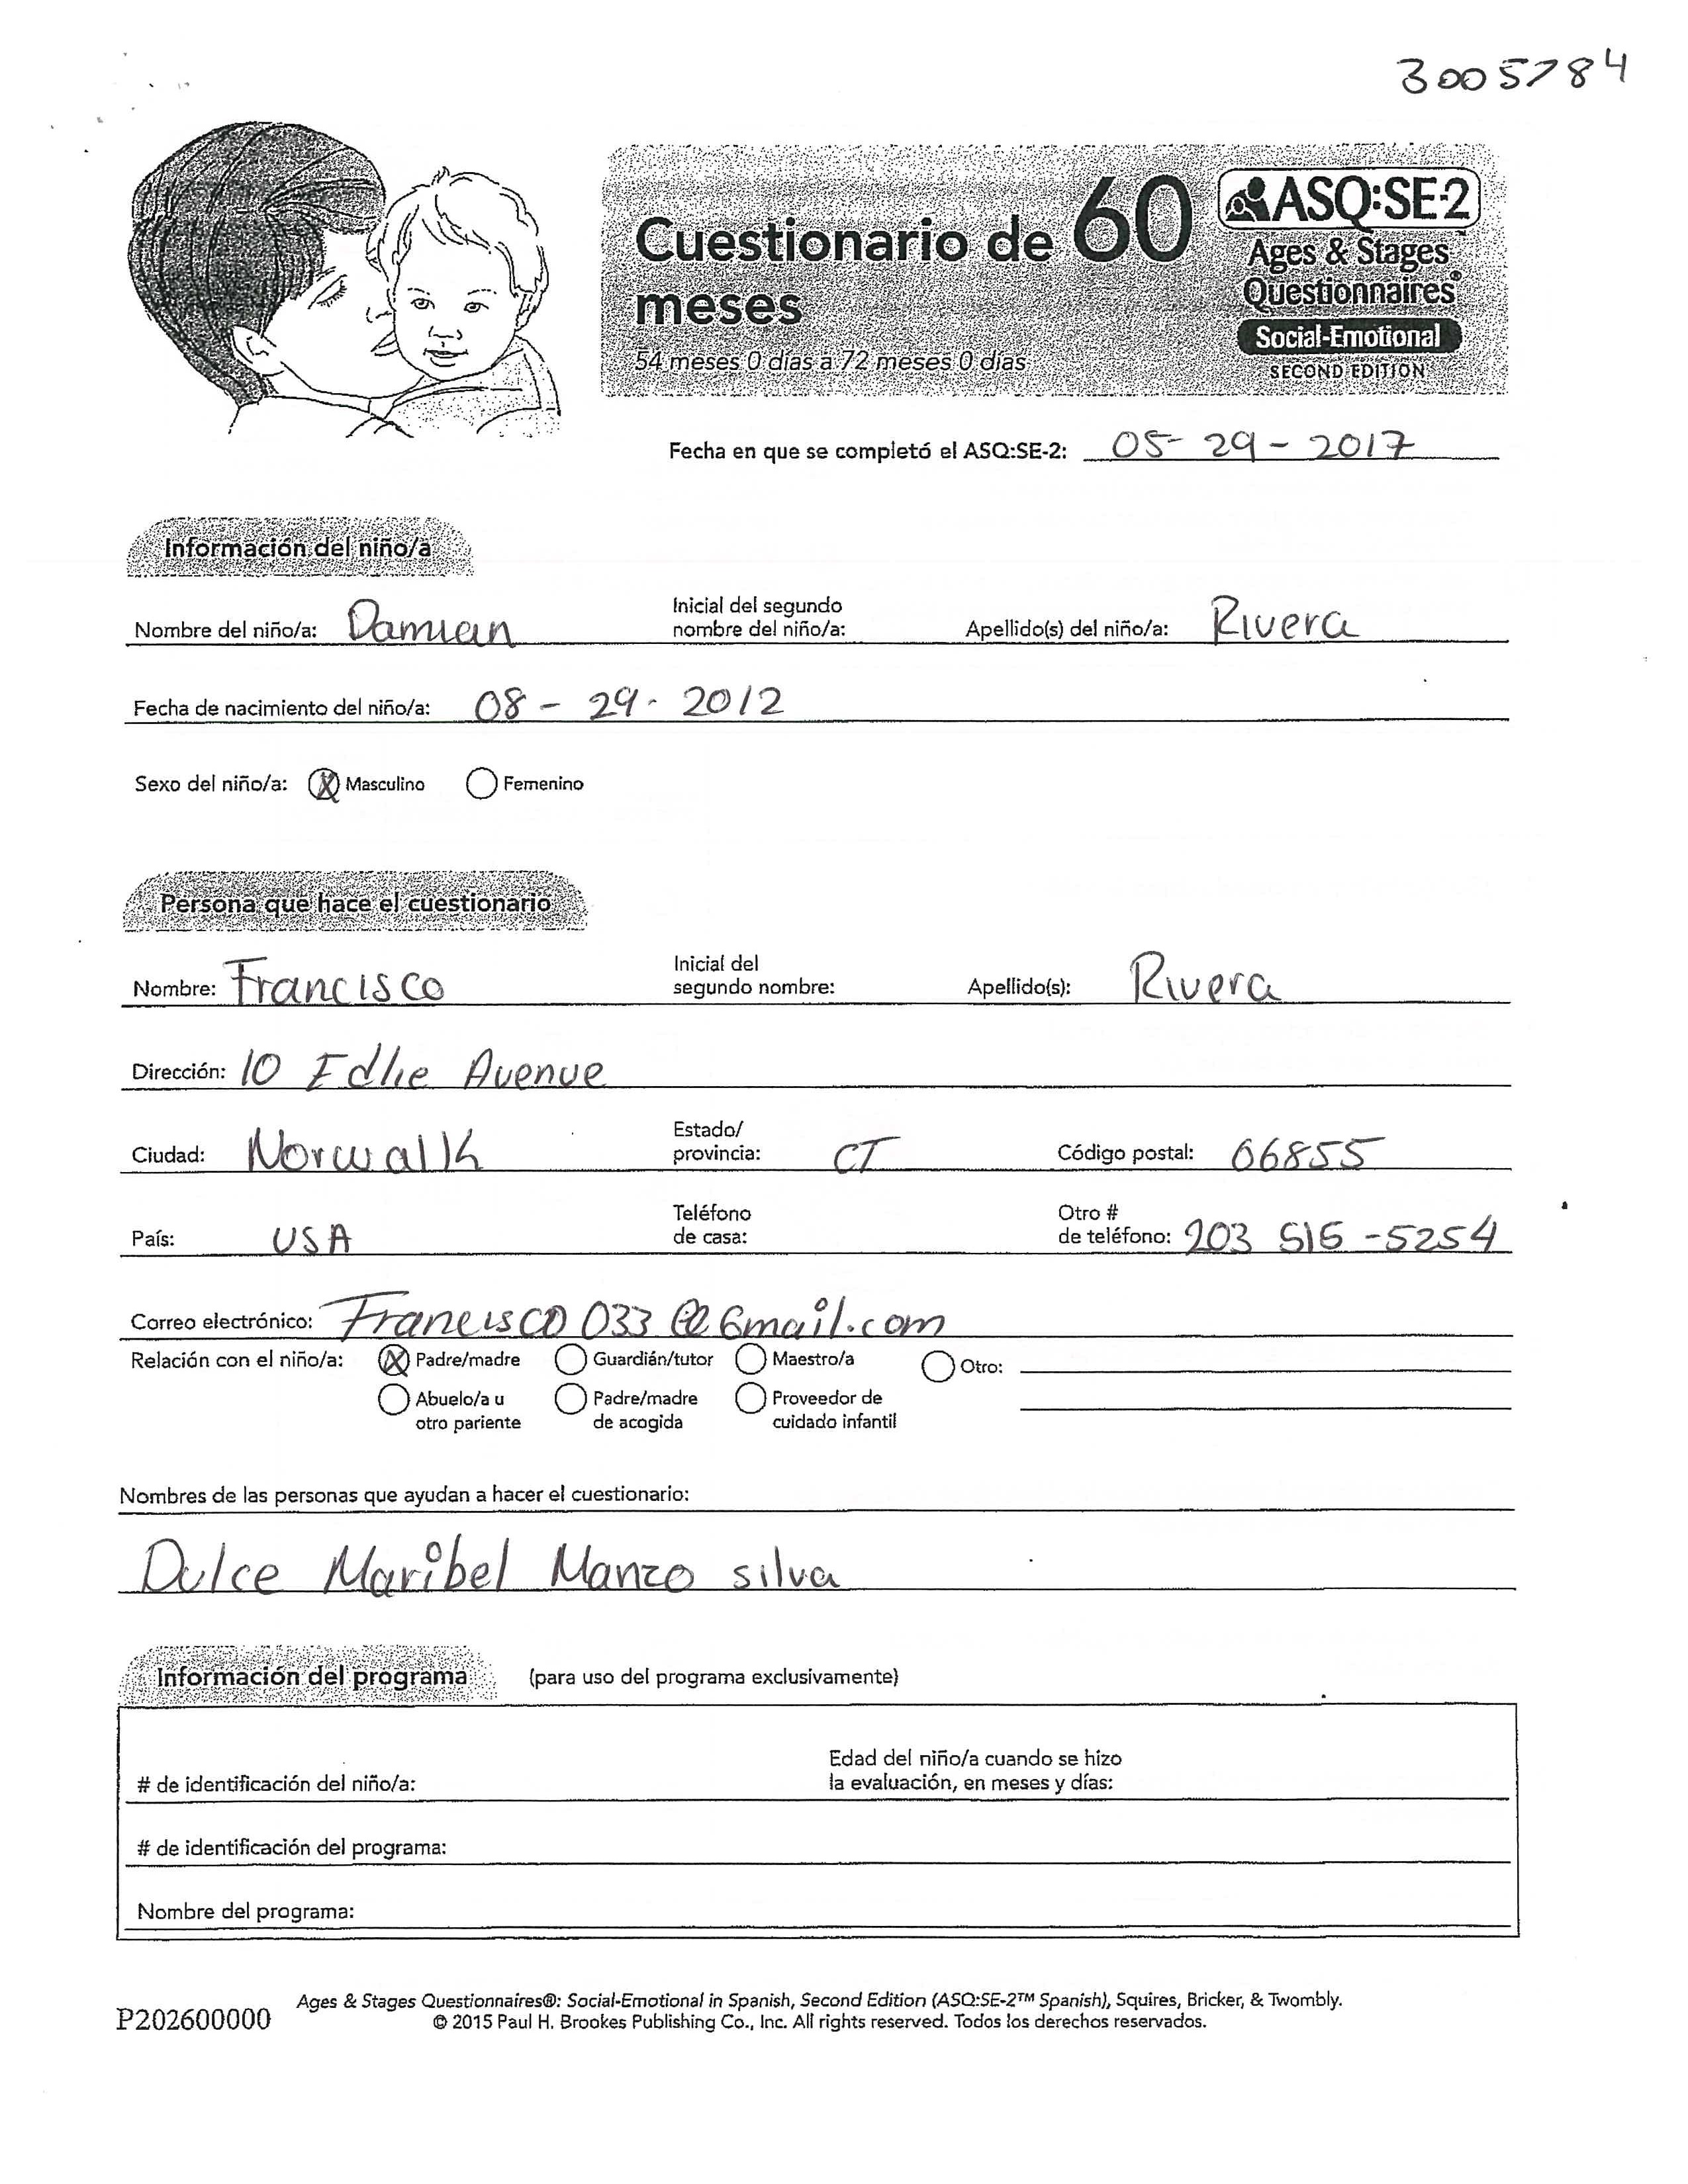 3005784
Cuestionario de 60
meses
54 meses 0 días a 72 meses 0 días
ASQ:SE-2™
Ages & Stages
Questionnaires®
Social-Emotional
SECOND EDITION
Fecha en que se completó el ASQ:SE-2: 05-29-2017
Información del niño/a
Nombre del niño/a: Damian
Inicial del segundo
nombre del niño/a:
Apellido(s) del niño/a: Rivera
Fecha de nacimiento del niño/a: 08-29-2012
Sexo del niño/a: X Masculino Femenino
Persona que hace el cuestionario
Nombre: Francisco
Inicial del
segundo nombre:
Apellido(s): Rivera
Dirección: 10 Edlie Avenue
Ciudad: Norwalk
Estado/
provincia: CT
Código postal: 06855
País: USA
Teléfono
de casa:
Otro #
de teléfono: 203 516-5254
Correo electrónico: Francisco033@Gmail.com
Relación con el niño/a: X Padre/madre Guardián/tutor Maestro/a Otro:
Abuelo/a u
otro pariente
Padre/madre
de acogida
Proveedor de
cuidado infantil
Nombres de las personas que ayudan a hacer el cuestionario:
Dulce Maribel Manzo silva
Información del programa (para uso del programa exclusivamente)
# de identificación del niño/a:
Edad del niño/a cuando se hizo
la evaluación, en meses y días:
# de identificación del programa:
Nombre del programa:
P202600000
Ages & Stages Questionnaires®: Social-Emotional in Spanish, Second Edition (ASQ:SE-2™ Spanish), Squires, Bricker, & Twombly.
© 2015 Paul H. Brookes Publishing Co., Inc. All rights reserved. Todos los derechos reservados.